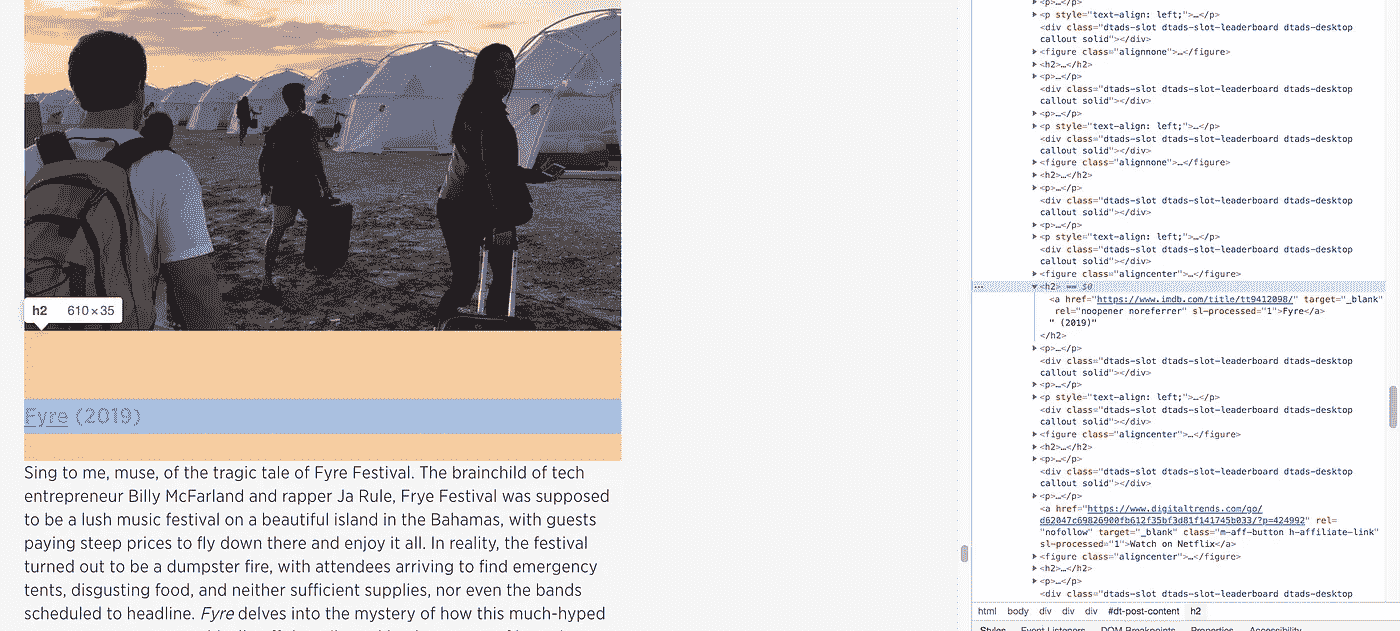 h2 610 × 35
Fyre (2019)
Sing to me, muse, of the tragic tale of Fyre Festival. The brainchild of tech
entrepreneur Billy McFarland and rapper Ja Rule, Frye Festival was supposed
to be a lush music festival on a beautiful island in the Bahamas, with guests
paying steep prices to fly down there and enjoy it all. In reality, the festival
turned out to be a dumpster fire, with attendees arriving to find emergency
tents, disgusting food, and neither sufficient supplies, nor even the bands
scheduled to headline. Fyre delves into the mystery of how this much-hyped
<p>…</p>
<p style="text-align: left;">…</p>
<div class="dtads-slot dtads-slot-leaderboard dtads-desktop
callout solid"></div>
<figure class="alignnone">…</figure>
<h2>…</h2>
<p>…</p>
<div class="dtads-slot dtads-slot-leaderboard dtads-desktop
callout solid"></div>
<p>…</p>
<p style="text-align: left;">…</p>
<div class="dtads-slot dtads-slot-leaderboard dtads-desktop
callout solid"></div>
<figure class="alignnone">…</figure>
<h2>…</h2>
<p>…</p>
<div class="dtads-slot dtads-slot-leaderboard dtads-desktop
callout solid"></div>
<p>…</p>
<p style="text-align: left;">…</p>
<div class="dtads-slot dtads-slot-leaderboard dtads-desktop
callout solid"></div>
<figure class="aligncenter">…</figure>
… <h2> == $0
<a href="https://www.imdb.com/title/tt9412098/" target="_blank"
rel="noopener noreferrer" sl-processed="1">Fyre</a>
" (2019)"
</h2>
<p>…</p>
<div class="dtads-slot dtads-slot-leaderboard dtads-desktop
callout solid"></div>
<p>…</p>
<p style="text-align: left;">…</p>
<div class="dtads-slot dtads-slot-leaderboard dtads-desktop
callout solid"></div>
<figure class="aligncenter">…</figure>
<h2>…</h2>
<p>…</p>
<div class="dtads-slot dtads-slot-leaderboard dtads-desktop
callout solid"></div>
<p>…</p>
<a href="https://www.digitaltrends.com/go/
d62047c69826900fb612f35bf3d81f141745b033/?p=424992" rel=
"nofollow" target="_blank" class="m-aff-button h-affiliate-link"
sl-processed="1">Watch on Netflix</a>
<figure class="aligncenter">…</figure>
<h2>…</h2>
<p>…</p>
<div class="dtads-slot dtads-slot-leaderboard dtads-desktop
html body div div div #dt-post-content h2
Styles Event Listeners DOM Breakpoints Properties Accessibility